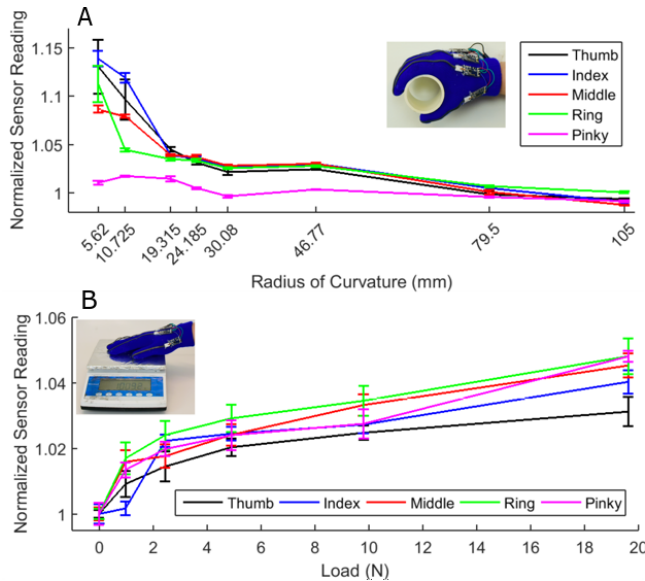 A
Normalized Sensor Reading
1.15
1.1
1.05
1
Thumb
Index
Middle
Ring
Pinky
5.62
10.725
19.315
24.185
30.08
46.77
79.5
105
Radius of Curvature (mm)
B
Normalized Sensor Reading
1.06
1.04
1.02
1
Thumb Index Middle Ring Pinky
0 2 4 6 8 10 12 14 16 18 20
Load (N)